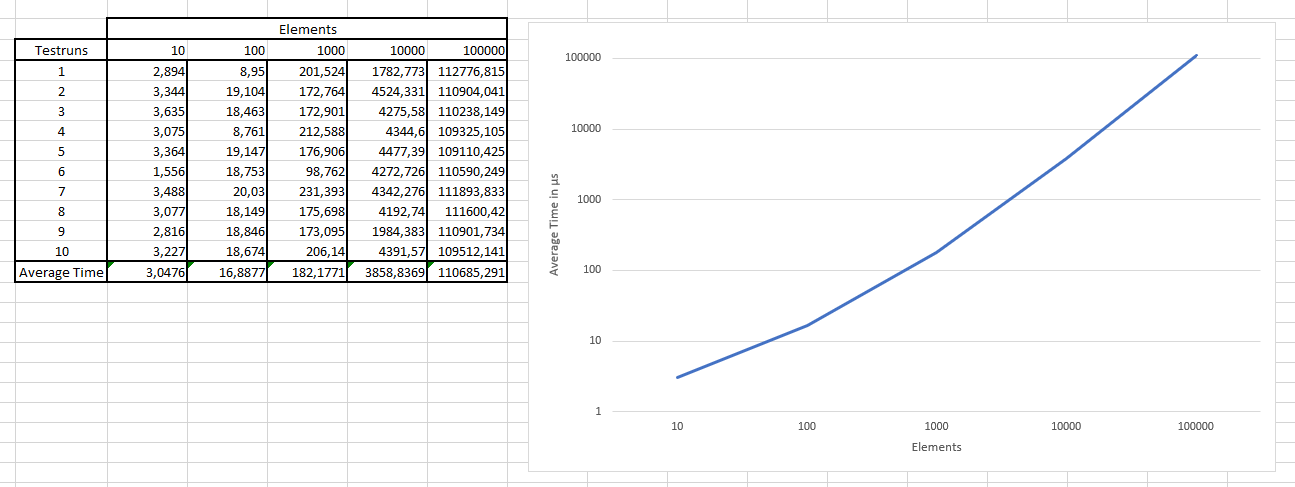 Elements
Testruns 10 100 1000 10000 100000
1 2,894 8,95 201,524 1782,773 112776,815
2 3,344 19,104 172,764 4524,331 110904,041
3 3,635 18,463 172,901 4275,58 110238,149
4 3,075 8,761 212,588 4344,6 109325,105
5 3,364 19,147 176,906 4477,39 109110,425
6 1,556 18,753 98,762 4272,726 110590,249
7 3,488 20,03 231,393 4342,276 111893,833
8 3,077 18,149 175,698 4192,74 111600,42
9 2,816 18,846 173,095 1984,383 110901,734
10 3,227 18,674 206,14 4391,57 109512,141
Average Time 3,0476 16,8877 182,1771 3858,8369 110685,291
Average Time in µs
100000
10000
1000
100
10
1
10 100 1000 10000 100000
Elements